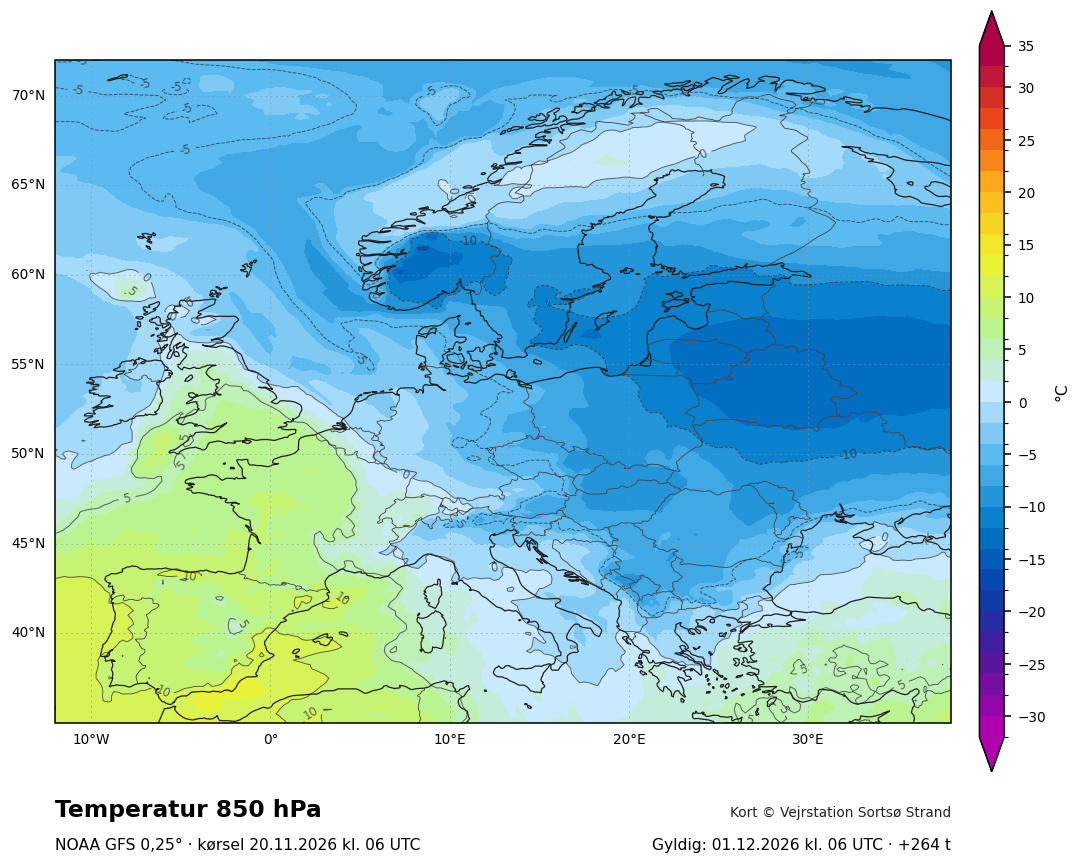 70°N
65°N
60°N
55°N
50°N
45°N
40°N
10°W
0°
10°E
20°E
30°E
35
30
25
20
15
10
5
0
−5
−10
−15
−20
−25
−30
°C
Temperatur 850 hPa
Kort © Vejrstation Sortsø Strand
NOAA GFS 0,25° · kørsel 20.11.2026 kl. 06 UTC
Gyldig: 01.12.2026 kl. 06 UTC · +264 t